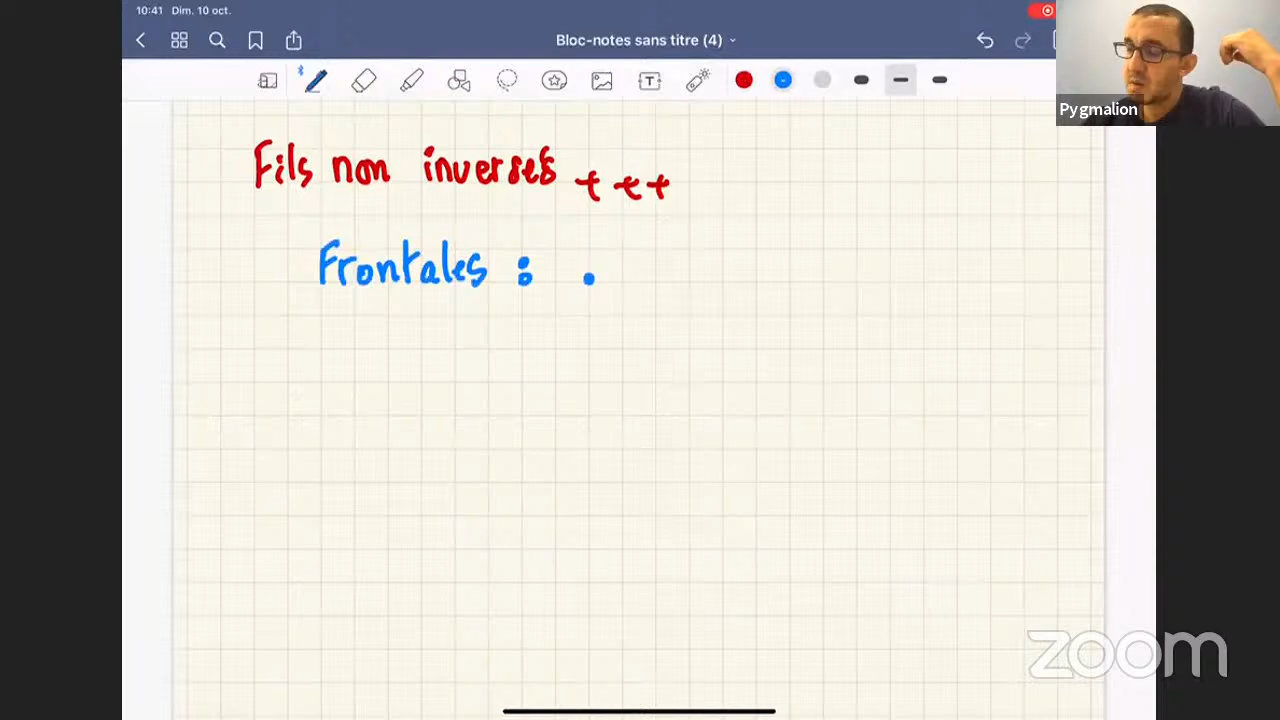 10:41 Dim. 10 oct.
Bloc-notes sans titre (4)
Pygmalion
Fils non inversés +++
Frontales : .
zoom